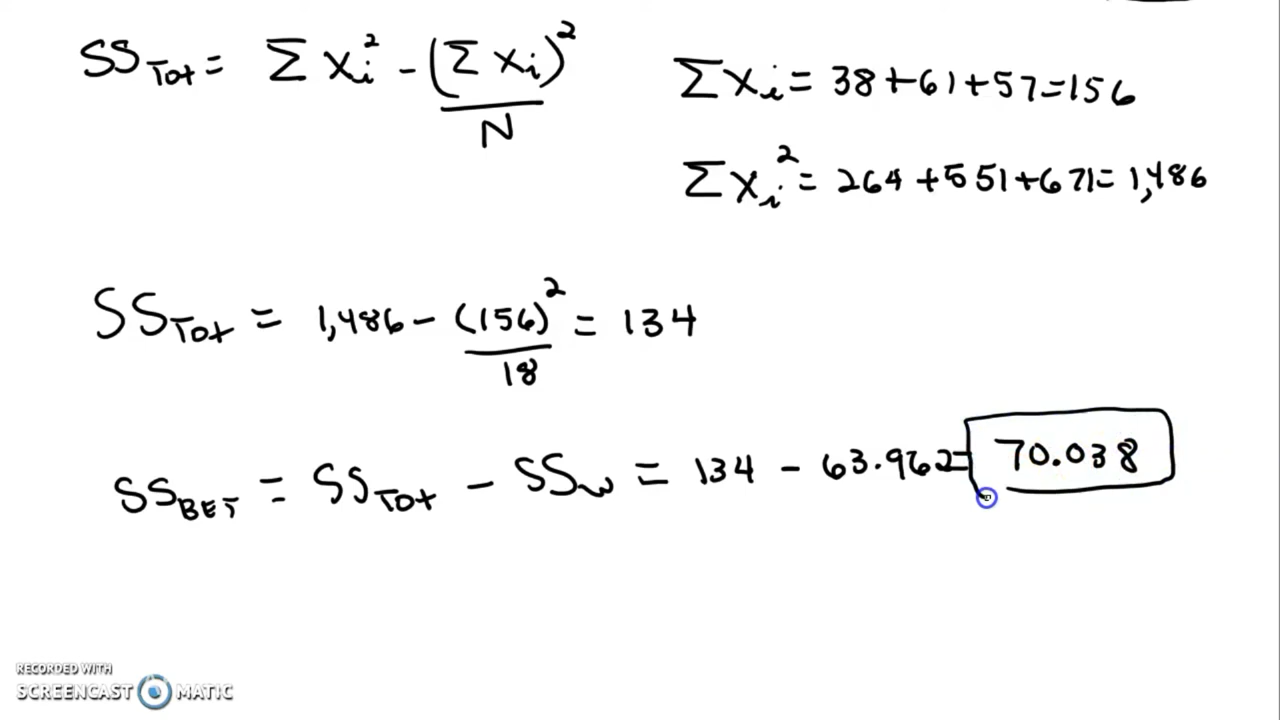 SS_Tot = Σ Xi² - (Σ Xi)² / N
Σ Xi = 38+61+57=156
Σ Xi² = 264+551+671=1,486
SS_Tot = 1,486 - (156)² / 18 = 134
SS_BET = SS_Tot - SS_w = 134 - 63.962= 70.038
RECORDED WITH
SCREENCAST MATIC